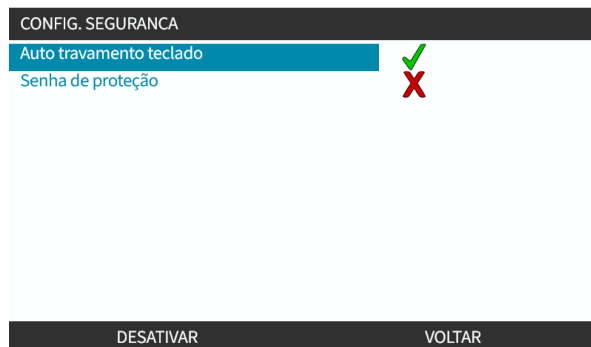 CONFIG. SEGURANCA
Auto travamento teclado
Senha de proteção
DESATIVAR VOLTAR